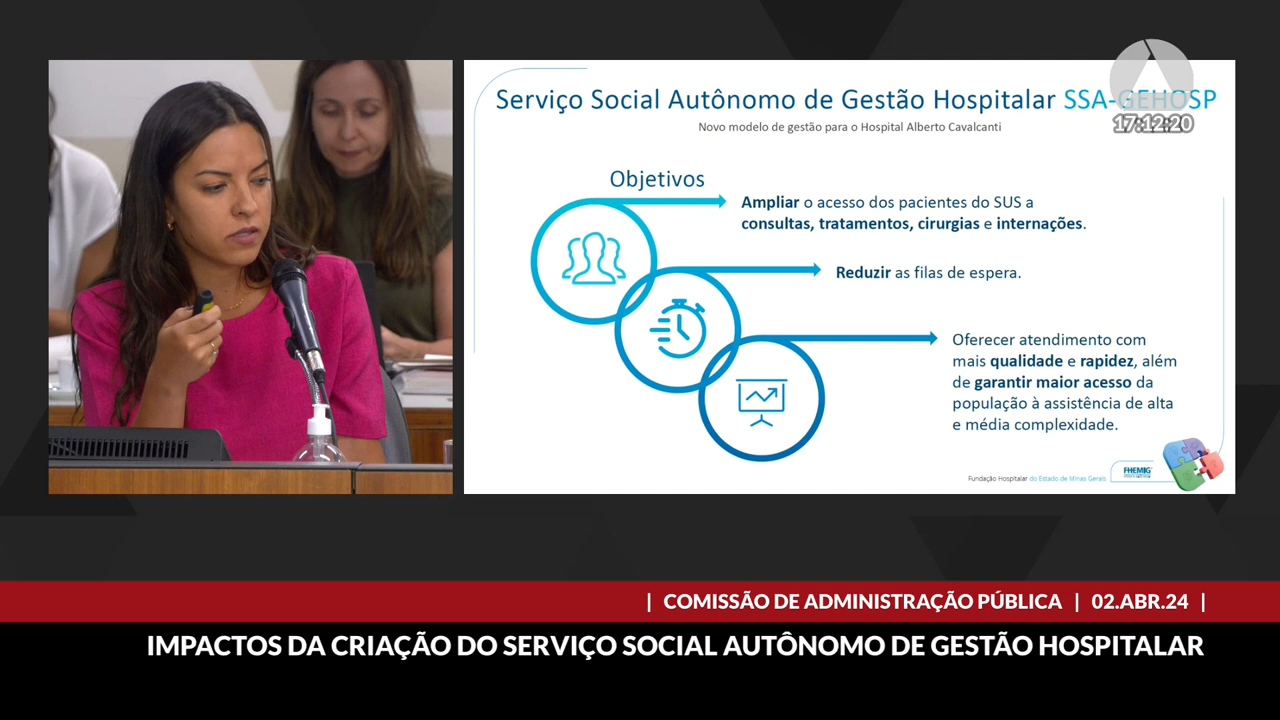 Serviço Social Autônomo de Gestão Hospitalar SSA-GEHOSP
Novo modelo de gestão para o Hospital Alberto Cavalcanti
17:12:20
Objetivos
Ampliar o acesso dos pacientes do SUS a
consultas, tratamentos, cirurgias e internações.
Reduzir as filas de espera.
Oferecer atendimento com
mais qualidade e rapidez, além
de garantir maior acesso da
população à assistência de alta
e média complexidade.
Fundação Hospitalar do Estado de Minas Gerais
FHEMIG
| COMISSÃO DE ADMINISTRAÇÃO PÚBLICA | 02.ABR.24 |
IMPACTOS DA CRIAÇÃO DO SERVIÇO SOCIAL AUTÔNOMO DE GESTÃO HOSPITALAR